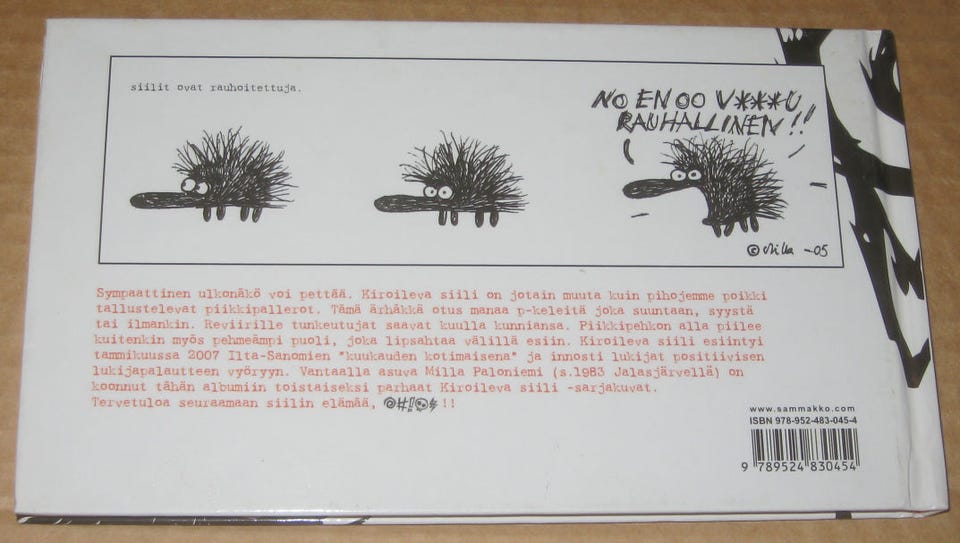 siilit ovat rauhoitettuja.
NO EN OO V***U
RAUHALLINEN!!
© Milla -05
Sympaattinen ulkonäkö voi pettää. Kiroileva siili on jotain muuta kuin pihojemme poikki
tallustelevat piikkipallerot. Tämä ärhäkkä otus manaa p-keleitä joka suuntaan, syystä
tai ilmankin. Reviirille tunkeutujat saavat kuulla kunniansa. Piikkipehkon alla piilee
kuitenkin myös pehmeämpi puoli, joka lipsahtaa välillä esiin. Kiroileva siili esiintyi
tammikuussa 2007 Ilta-Sanomien "kuukauden kotimaisena" ja innosti lukijat positiivisen
lukijapalautteen vyöryyn. Vantaalla asuva Milla Paloniemi (s.1983 Jalasjärvellä) on
koonnut tähän albumiin toistaiseksi parhaat Kiroileva siili -sarjakuvat.
Tervetuloa seuraamaan siilin elämää, @#!@$!!
www.sammakko.com
ISBN 978-952-483-045-4
9 789524 830454